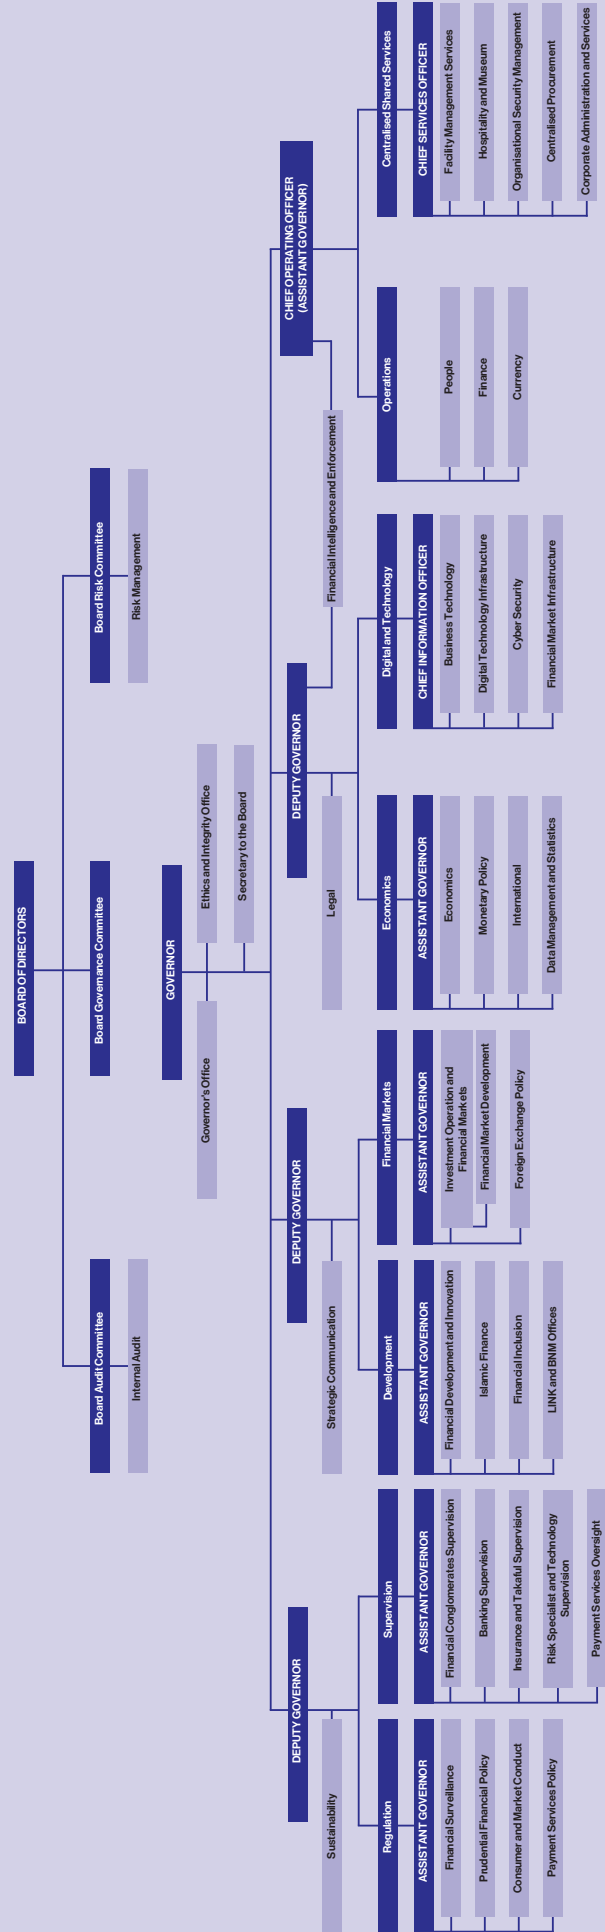 BOARD OF DIRECTORS
Board Audit Committee
Board Governance Committee
Board Risk Committee
Internal Audit
Risk Management
GOVERNOR
Governor's Office
Ethics and Integrity Office
Secretary to the Board
DEPUTY GOVERNOR
DEPUTY GOVERNOR
DEPUTY GOVERNOR
CHIEF OPERATING OFFICER
(ASSISTANT GOVERNOR)
Sustainability
Strategic Communication
Legal
Financial Intelligence and Enforcement
Regulation
ASSISTANT GOVERNOR
Financial Surveillance
Prudential Financial Policy
Consumer and Market Conduct
Payment Services Policy
Supervision
ASSISTANT GOVERNOR
Financial Conglomerates Supervision
Banking Supervision
Insurance and Takaful Supervision
Risk Specialist and Technology
Supervision
Payment Services Oversight
Development
ASSISTANT GOVERNOR
Financial Development and Innovation
Islamic Finance
Financial Inclusion
LINK and BNM Offices
Financial Markets
ASSISTANT GOVERNOR
Investment Operation and
Financial Markets
Financial Market Development
Foreign Exchange Policy
Economics
ASSISTANT GOVERNOR
Economics
Monetary Policy
International
Data Management and Statistics
Digital and Technology
CHIEF INFORMATION OFFICER
Business Technology
Digital Technology Infrastructure
Cyber Security
Financial Market Infrastructure
Operations
People
Finance
Currency
Centralised Shared Services
CHIEF SERVICES OFFICER
Facility Management Services
Hospitality and Museum
Organisational Security Management
Centralised Procurement
Corporate Administration and Services